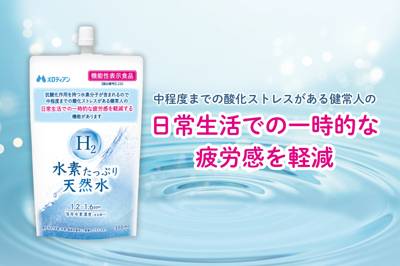 メロディアン
機能性表示食品
抗酸化作用を持つ水素分子が含まれるので
中程度までの酸化ストレスがある健常人の
日常生活での一時的な疲労感を軽減する
機能があります
H2
水素たっぷり
天然水
1.2~1.6ppm
中程度までの酸化ストレスがある健常人の
日常生活での一時的な
疲労感を軽減